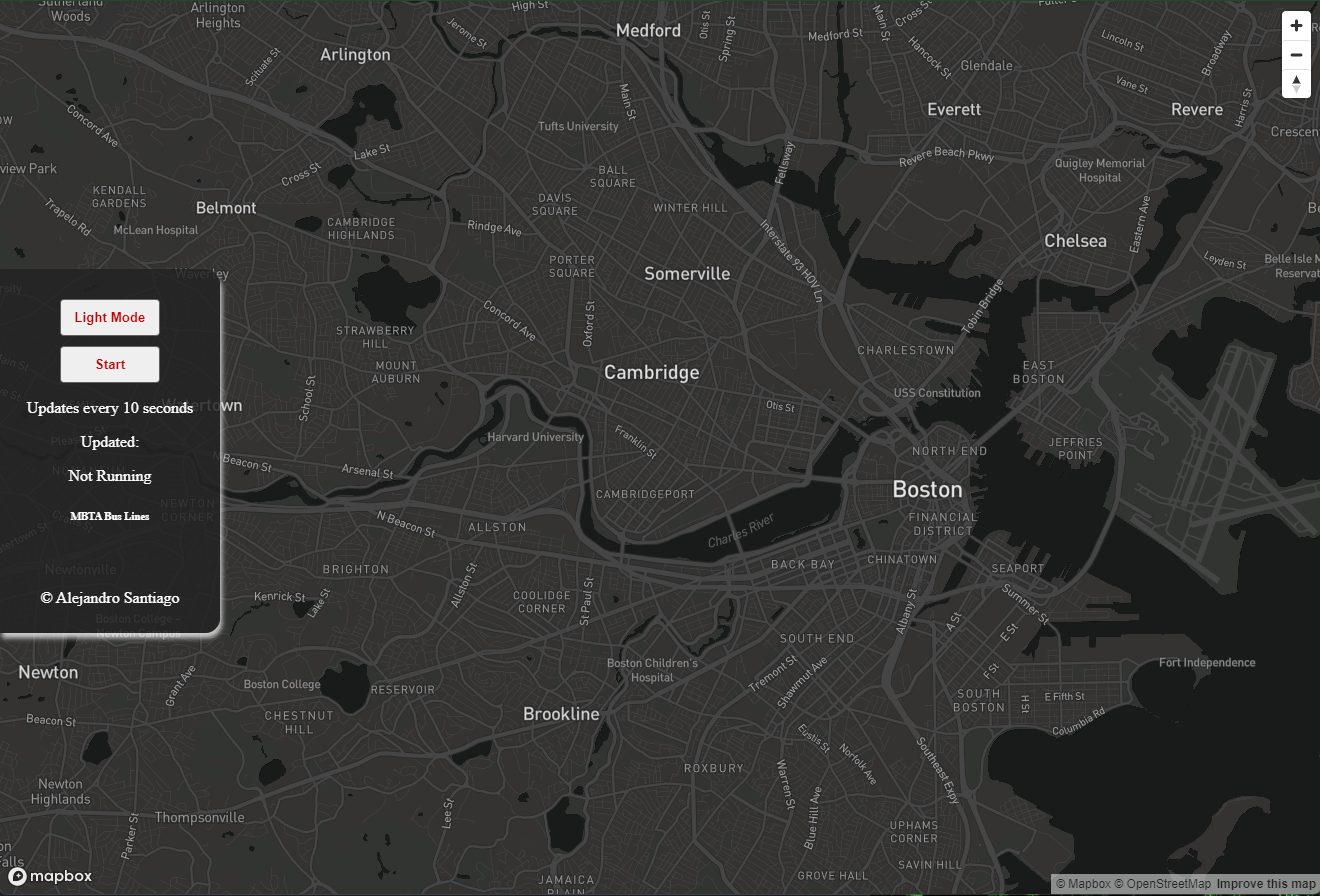 Sutherland
Woods
Arlington
Heights
High St
Jerome St
Medford
Otis St
Spring St
Medford St
Main St
Cross St
Hancock St
Glendale
Lincoln St
Broadway
Arlington
Scituate St
Main St
Everett
Vane St
Revere
Harris St
Concord Ave
Tufts University
Lake St
Cross St
Fellsway
Revere Beach Pkwy
Quigley Memorial
Hospital
view Park
KENDALL
GARDENS
BALL
SQUARE
DAVIS
SQUARE
WINTER HILL
Belmont
Trapelo Rd
McLean Hospital
CAMBRIDGE
HIGHLANDS
Rindge Ave
Interstate 93 HOV Ln
Eastern Ave
Chelsea
PORTER
SQUARE
Somerville
Leyden St
Belle Isle M
Reservat
Waverley
Light Mode
Start
Updates every 10 seconds
Updated:
Not Running
MBTA Bus Lines
© Alejandro Santiago
Concord Ave
Oxford St
Tobin Bridge
STRAWBERRY
HILL
MOUNT
AUBURN
School St
Cambridge
CHARLESTOWN
EAST
BOSTON
USS Constitution
Otis St
Watertown
Harvard University
Franklin St
NORTH END
JEFFRIES
POINT
N Beacon St
Arsenal St
CAMBRIDGEPORT
Boston
NEWTON
CORNER
N Beacon St
ALLSTON
Charles River
FINANCIAL
DISTRICT
Newtonville
BRIGHTON
BACK BAY
CHINATOWN
SEAPORT
Kenrick St
Lake St
Allston St
COOLIDGE
CORNER
St Paul St
Albany St
Summer St
A St
E St
Boston College –
Newton Campus
SOUTH END
Newton
Boston Children's
Hospital
Tremont St
Shawmut Ave
F St
Fort Independence
Grant Ave
Boston College
RESERVOIR
SOUTH
BOSTON
H St
E Fifth St
Columbia Rd
Beacon St
CHESTNUT
HILL
Brookline
Eustis St
Norfolk Ave
Southeast Expy
ROXBURY
Warren St
Blue Hill Ave
Newton
Highlands
Thompsonville
Parker St
Lee St
UPHAMS
CORNER
SAVIN HILL
GROVE HALL
JAMAICA
PLAIN
Falls
mapbox
© Mapbox © OpenStreetMap Improve this map